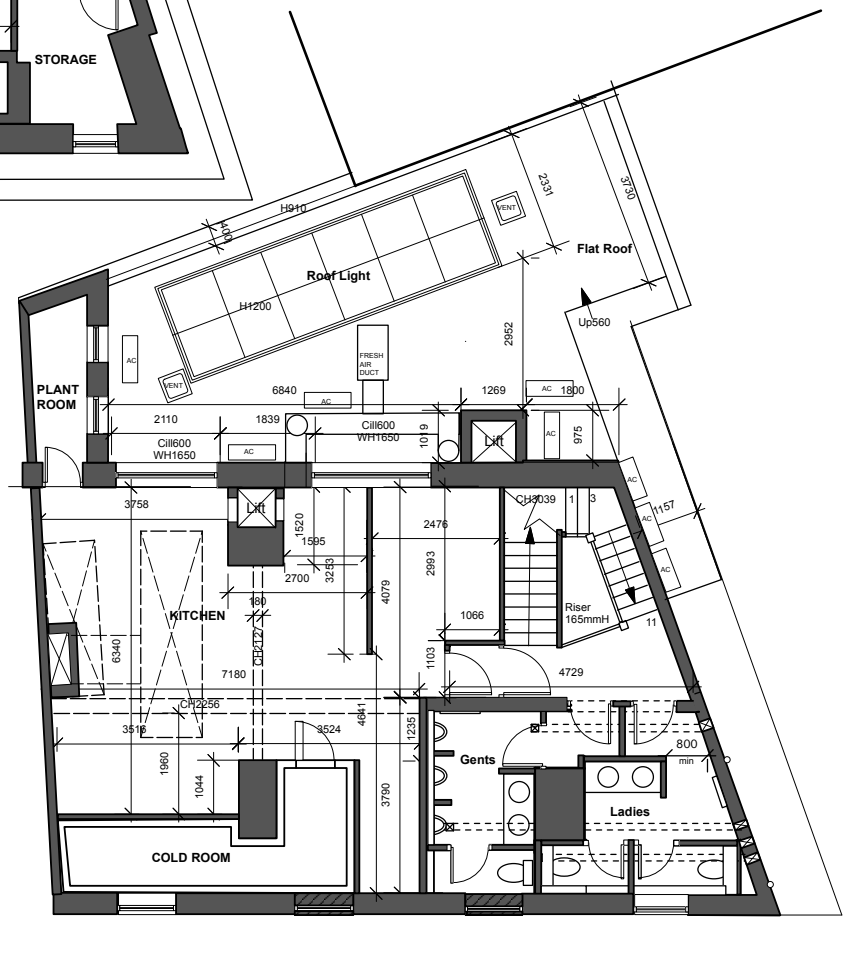 STORAGE
H910
400
2331
3730
VENT
Flat Roof
Roof Light
H1200
Up560
2952
FRESH
AIR
DUCT
AC
VENT
PLANT
ROOM
6840
1269
AC
1800
AC
2110
1839
Cill600
WH1650
1019
Lift
AC
975
Cill600
WH1650
AC
AC
3758
Lift
1520
1595
3253
2476
CH3039
1
3
1157
AC
2700
4079
2993
AC
180
KITCHEN
1066
Riser
165mmH
11
6340
CH2127
7180
1103
4729
CH2256
3516
3524
4641
1235
800
min
1960
1044
3790
Gents
Ladies
COLD ROOM